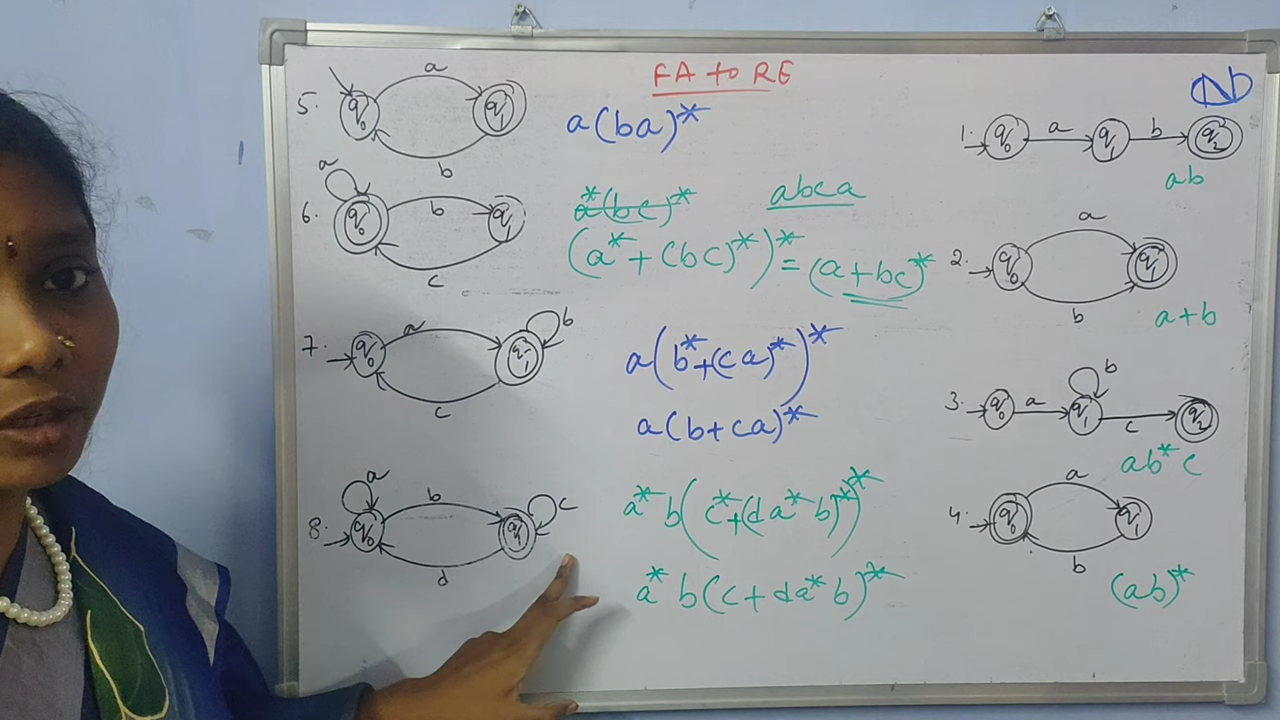 FA to RE
5.
a
q0
q1
b
a(ba)*
6.
a
q0
b
q1
c
a*(bc)*
abca
(a*+(bc)*)*=(a+bc)*
7.
q0
a
q1
b
c
a(b*+(ca)*)*
a(b+ca)*
8.
a
q0
b
q1
c
d
a*b(c*+(da*b)*)*
a*b(c+da*b)*
1.
q0
a
q1
b
q2
ab
2.
q0
a
q1
b
a+b
3.
q0
a
q1
b
c
q2
ab*c
4.
q0
a
q1
b
(ab)*